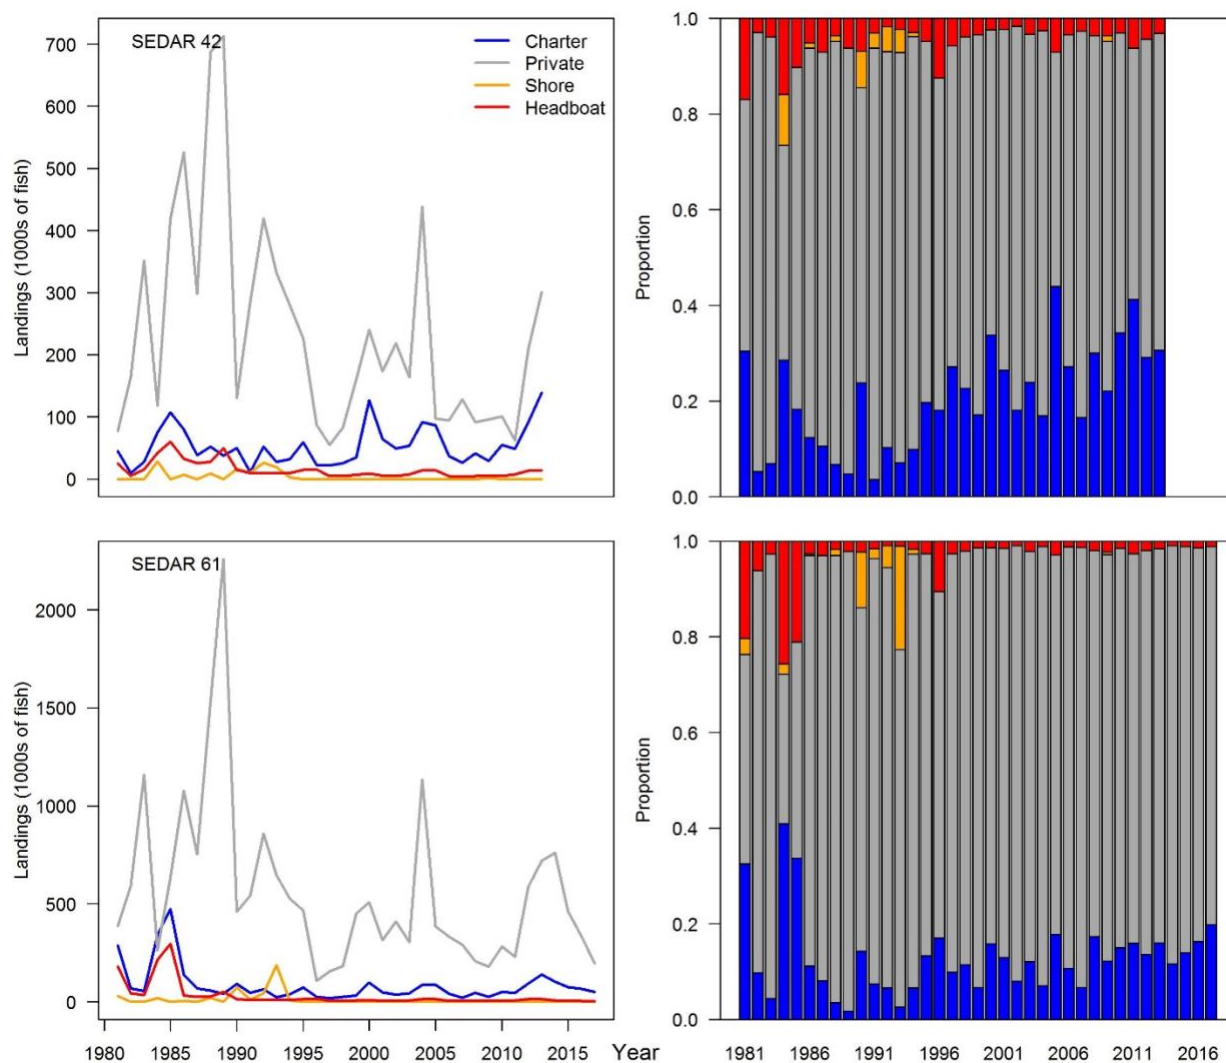 SEDAR 42
Charter
Private
Shore
Headboat
Landings (1000s of fish)
700
600
500
400
300
200
100
0
Proportion
1.0
0.8
0.6
0.4
0.2
0.0
SEDAR 61
Landings (1000s of fish)
2000
1500
1000
500
0
1980 1985 1990 1995 2000 2005 2010 2015
Proportion
1.0
0.8
0.6
0.4
0.2
0.0
1981 1986 1991 1996 2001 2006 2011 2016
Year